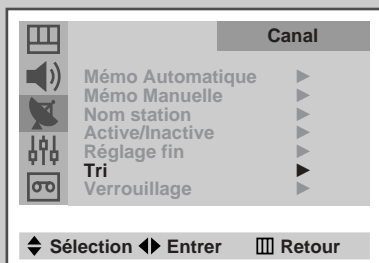 Canal
Mémo Automatique
Mémo Manuelle
Nom station
Active/Inactive
Réglage fin
Tri
Verrouillage
Sélection Entrer Retour